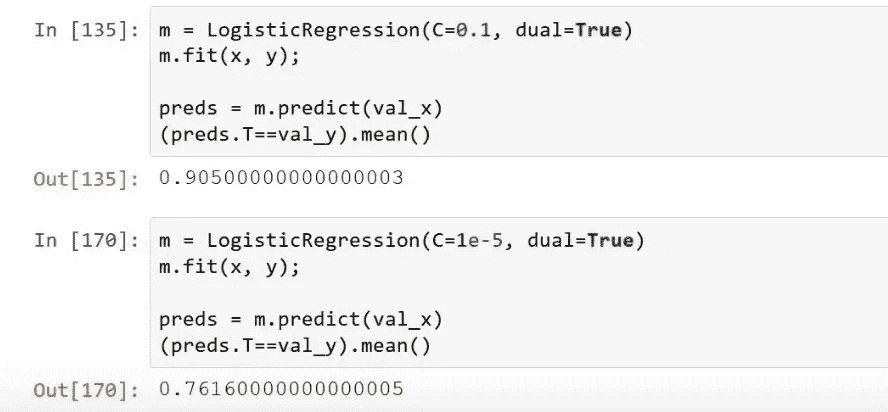 In [135]: m = LogisticRegression(C=0.1, dual=True)
m.fit(x, y);
preds = m.predict(val_x)
(preds.T==val_y).mean()
Out[135]: 0.90500000000000003
In [170]: m = LogisticRegression(C=1e-5, dual=True)
m.fit(x, y);
preds = m.predict(val_x)
(preds.T==val_y).mean()
Out[170]: 0.76160000000000005